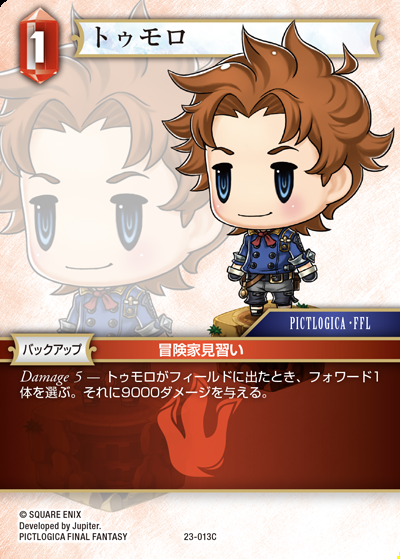 1
トゥモロ
PICTLOGICA・FFL
バックアップ
冒険家見習い
Damage 5 — トゥモロがフィールドに出たとき、フォワード1
体を選ぶ。それに9000ダメージを与える。
© SQUARE ENIX
Developed by Jupiter.
PICTLOGICA FINAL FANTASY
23-013C